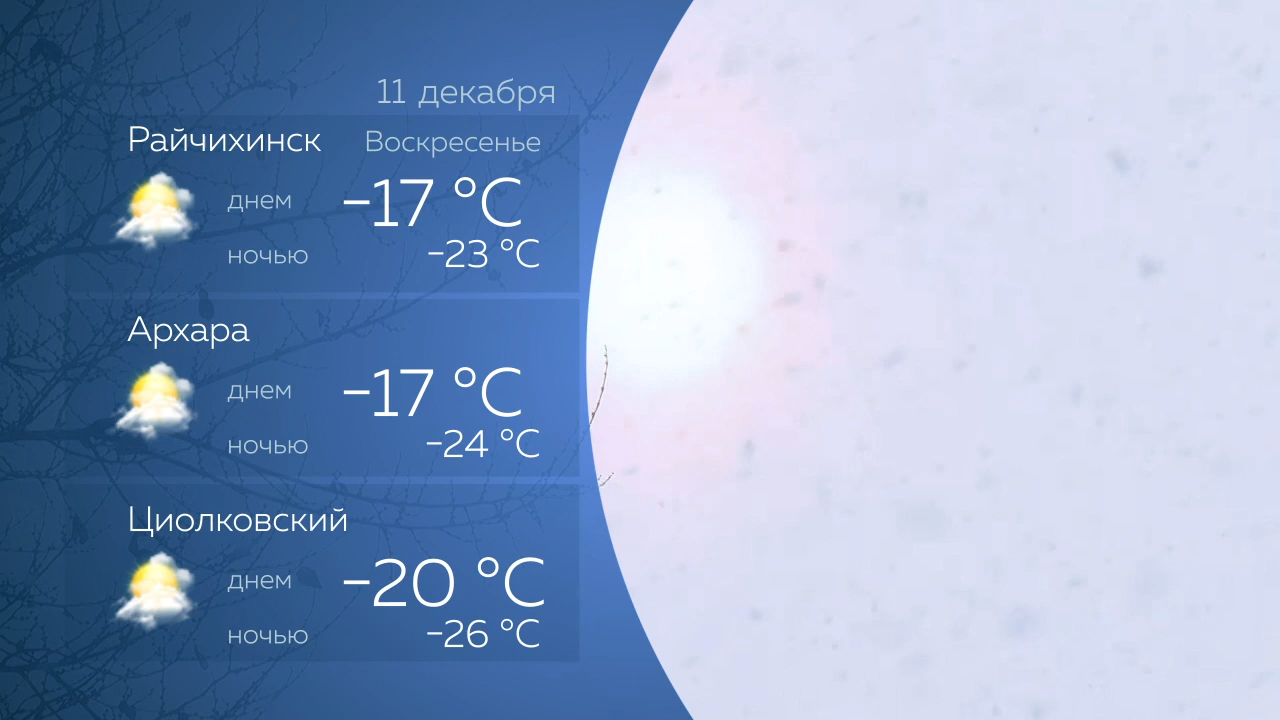 11 декабря
Райчихинск Воскресенье
днем −17 °C
ночью −23 °C
Архара
днем −17 °C
ночью −24 °C
Циолковский
днем −20 °C
ночью −26 °C